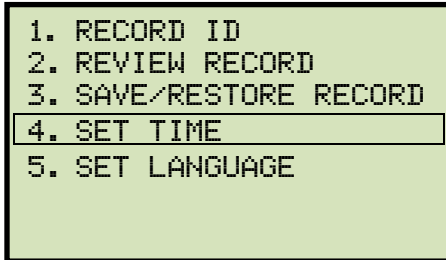 1. RECORD ID
2. REVIEW RECORD
3. SAVE/RESTORE RECORD
4. SET TIME
5. SET LANGUAGE